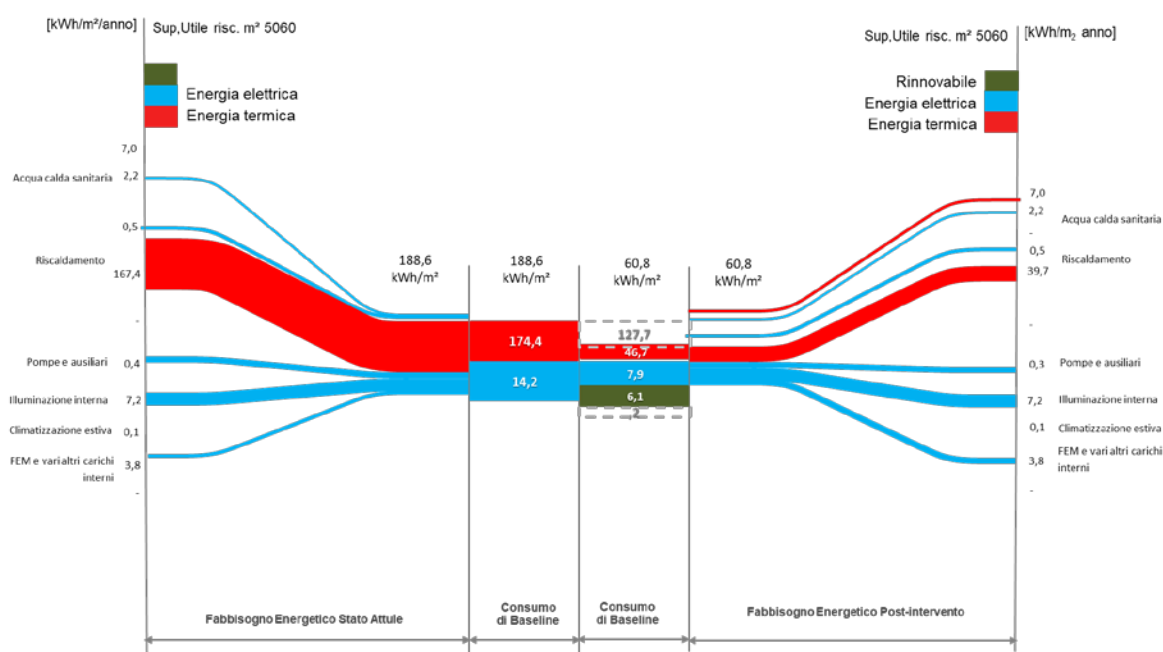 [kWh/m²/anno]
Sup,Utile risc. m² 5060
Energia elettrica
Energia termica
Sup,Utile risc. m² 5060
[kWh/m₂ anno]
Rinnovabile
Energia elettrica
Energia termica
7,0
Acqua calda sanitaria
2,2
0,5
Riscaldamento
167,4
-
Pompe e ausiliari
0,4
Illuminazione interna
7,2
Climatizzazione estiva
0,1
FEM e vari altri carichi
interni
3,8
-
188,6
kWh/m²
188,6
kWh/m²
60,8
kWh/m²
60,8
kWh/m²
174,4
14,2
127,7
46,7
7,9
6,1
7,0
2,2
Acqua calda sanitaria
-
0,5
Riscaldamento
39,7
-
0,3
Pompe e ausiliari
7,2
Illuminazione interna
0,1
Climatizzazione estiva
3,8
FEM e vari altri carichi
interni
-
Fabbisogno Energetico Stato Attule
Consumo
di Baseline
Consumo
di Baseline
Fabbisogno Energetico Post-intervento